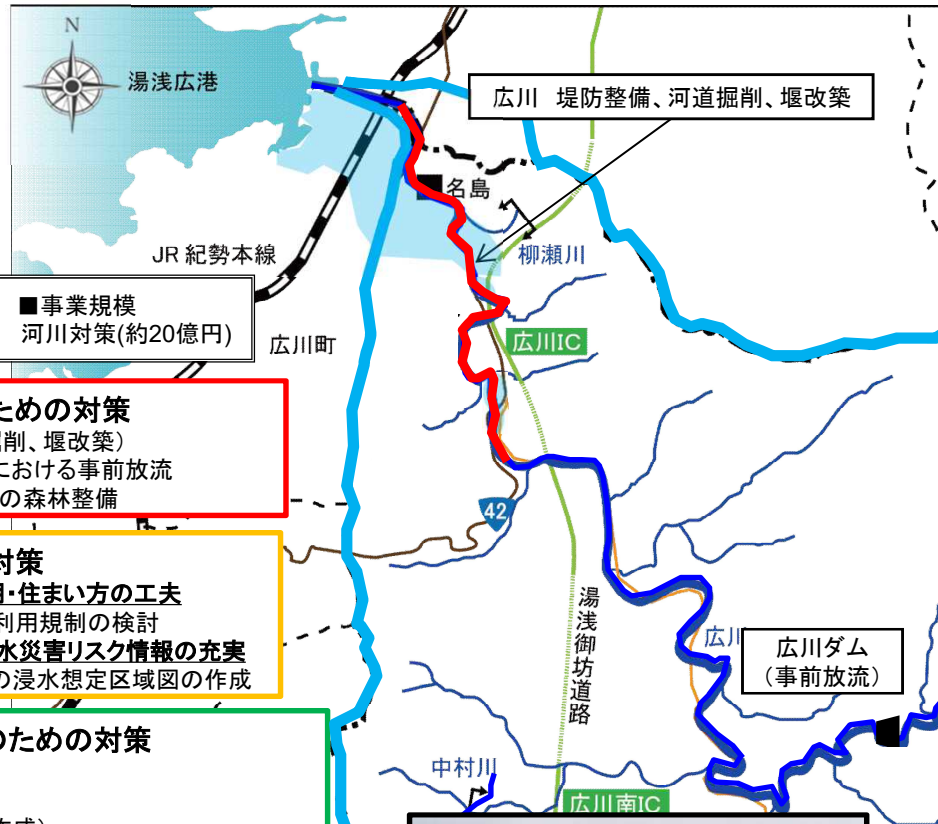 N
湯浅広港
広川 堤防整備、河道掘削、堰改築
名島
柳瀬川
JR 紀勢本線
■事業規模
河川対策(約20億円)
広川町
広川IC
ための対策
削、堰改築）
における事前放流
の森林整備
42
対策
・住まい方の工夫
利用規制の検討
水災害リスク情報の充実
の浸水想定区域図の作成
湯浅御坊道路
広川
広川ダム
（事前放流）
のための対策
中村川
広川南IC